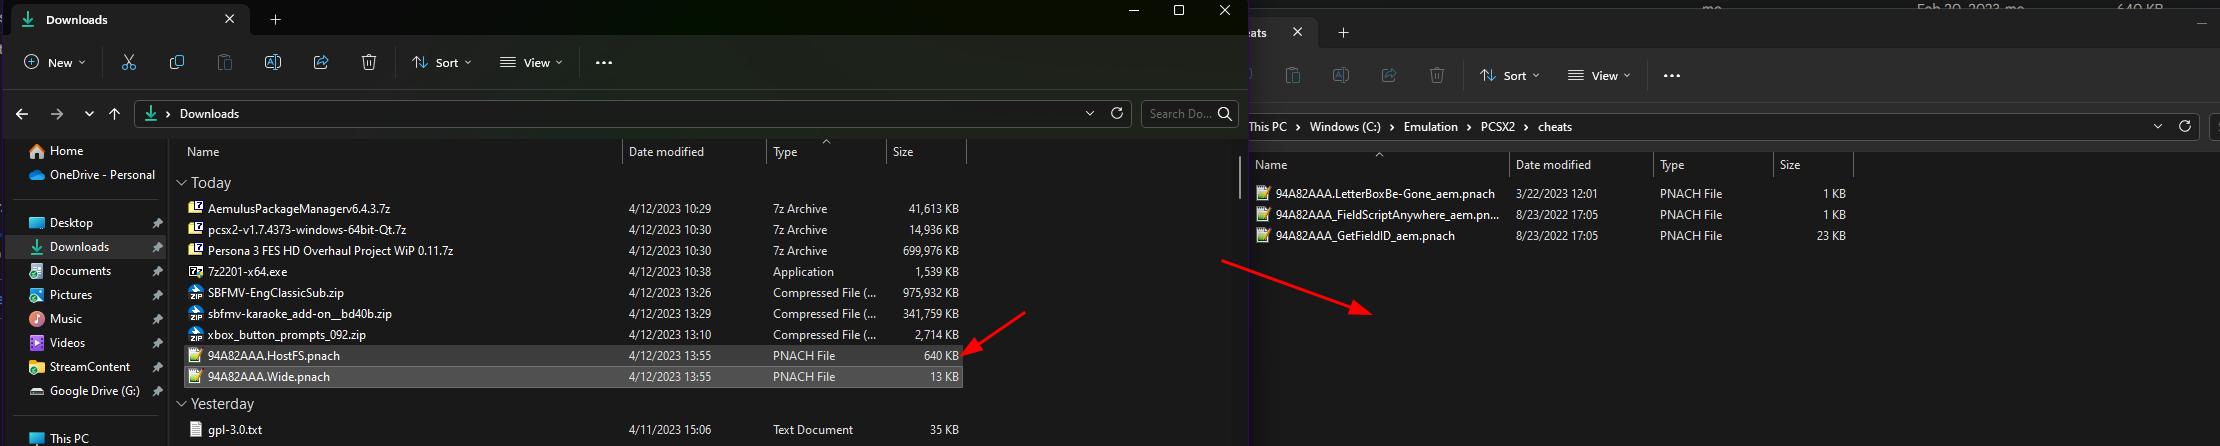 Downloads
New
Sort
View
Downloads
Search Do...
Home
OneDrive - Personal
Desktop
Downloads
Documents
Pictures
Music
Videos
StreamContent
Google Drive (G:)
This PC
Name Date modified Type Size
Today
AemulusPackageManagerv6.4.3.7z 4/12/2023 10:29 7z Archive 41,613 KB
pcsx2-v1.7.4373-windows-64bit-Qt.7z 4/12/2023 10:30 7z Archive 14,936 KB
Persona 3 FES HD Overhaul Project WiP 0.11.7z 4/12/2023 10:30 7z Archive 699,976 KB
7z2201-x64.exe 4/12/2023 10:38 Application 1,539 KB
SBFMV-EngClassicSub.zip 4/12/2023 13:26 Compressed File (... 975,932 KB
sbfmv-karaoke_add-on__bd40b.zip 4/12/2023 13:29 Compressed File (... 341,759 KB
xbox_button_prompts_092.zip 4/12/2023 13:10 Compressed File (... 2,714 KB
94A82AAA.HostFS.pnach 4/12/2023 13:55 PNACH File 640 KB
94A82AAA.Wide.pnach 4/12/2023 13:55 PNACH File 13 KB
Yesterday
gpl-3.0.txt 4/11/2023 15:06 Text Document 35 KB
me Feb 20, 2023 me 640 KB
eats
Sort
View
This PC Windows (C:) Emulation PCSX2 cheats
Name Date modified Type Size
94A82AAA.LetterBoxBe-Gone_aem.pnach 3/22/2023 12:01 PNACH File 1 KB
94A82AAA_FieldScriptAnywhere_aem.pn... 8/23/2022 17:05 PNACH File 1 KB
94A82AAA_GetFieldID_aem.pnach 8/23/2022 17:05 PNACH File 23 KB